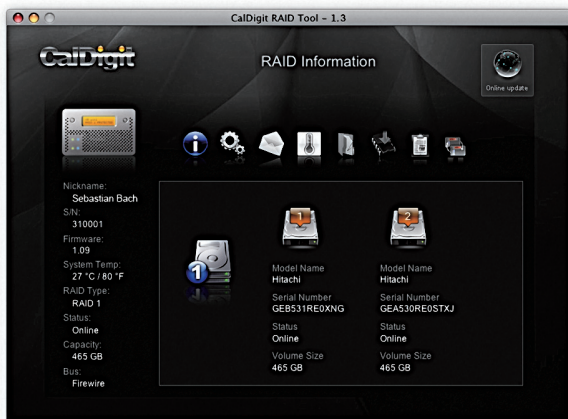 CalDigit RAID Tool – 1.3
CalDigit
RAID Information
Online update
Nickname:
Sebastian Bach
S/N:
310001
Firmware:
1.09
System Temp:
27 °C / 80 °F
RAID Type:
RAID 1
Status:
Online
Capacity:
465 GB
Bus:
Firewire
1
1
Model Name
Hitachi
Serial Number
GEB531RE0XNG
Status
Online
Volume Size
465 GB
2
Model Name
Hitachi
Serial Number
GEA530RE0STXJ
Status
Online
Volume Size
465 GB